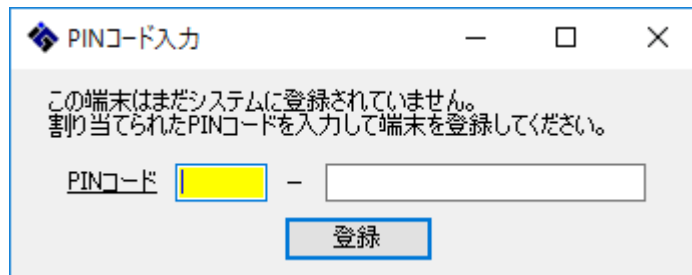 PINコード入力
この端末はまだシステムに登録されていません。
割り当てられたPINコードを入力して端末を登録してください。
PINコード －
登録